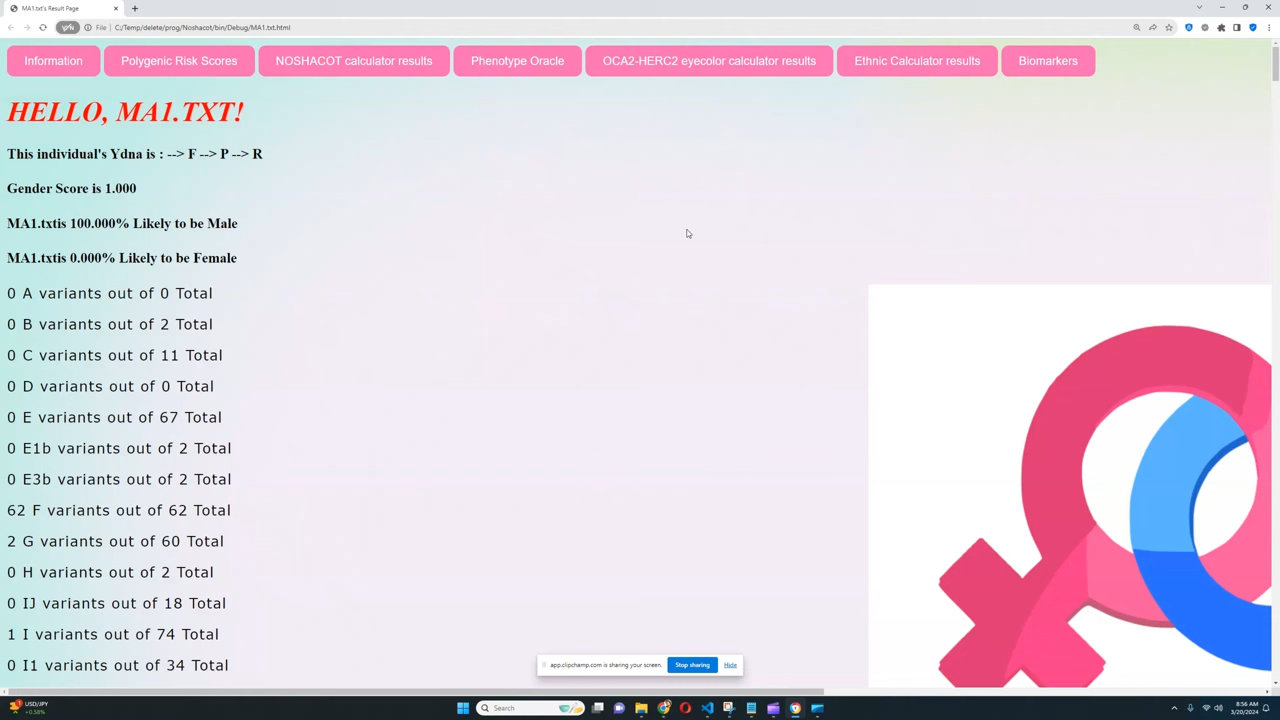 MA1.txt's Result Page
VPN File C:/Temp/delete/prog/Noshacot/bin/Debug/MA1.txt.html
Information Polygenic Risk Scores NOSHACOT calculator results Phenotype Oracle OCA2-HERC2 eyecolor calculator results Ethnic Calculator results Biomarkers
HELLO, MA1.TXT!
This individual's Ydna is : --> F --> P --> R
Gender Score is 1.000
MA1.txtis 100.000% Likely to be Male
MA1.txtis 0.000% Likely to be Female
0 A variants out of 0 Total
0 B variants out of 2 Total
0 C variants out of 11 Total
0 D variants out of 0 Total
0 E variants out of 67 Total
0 E1b variants out of 2 Total
0 E3b variants out of 2 Total
62 F variants out of 62 Total
2 G variants out of 60 Total
0 H variants out of 2 Total
0 IJ variants out of 18 Total
1 I variants out of 74 Total
0 I1 variants out of 34 Total
app.clipchamp.com is sharing your screen. Stop sharing Hide
USD/JPY
+0.58%
Search
8:56 AM
3/20/2024